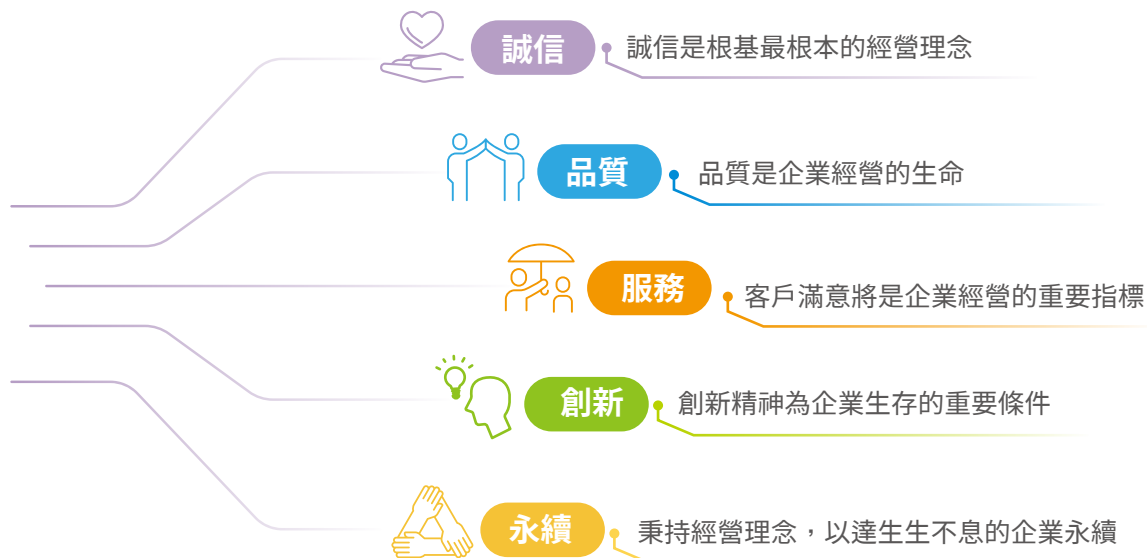 誠信
誠信是根基最根本的經營理念
品質
品質是企業經營的生命
服務
客戶滿意將是企業經營的重要指標
創新
創新精神為企業生存的重要條件
永續
秉持經營理念，以達生生不息的企業永續